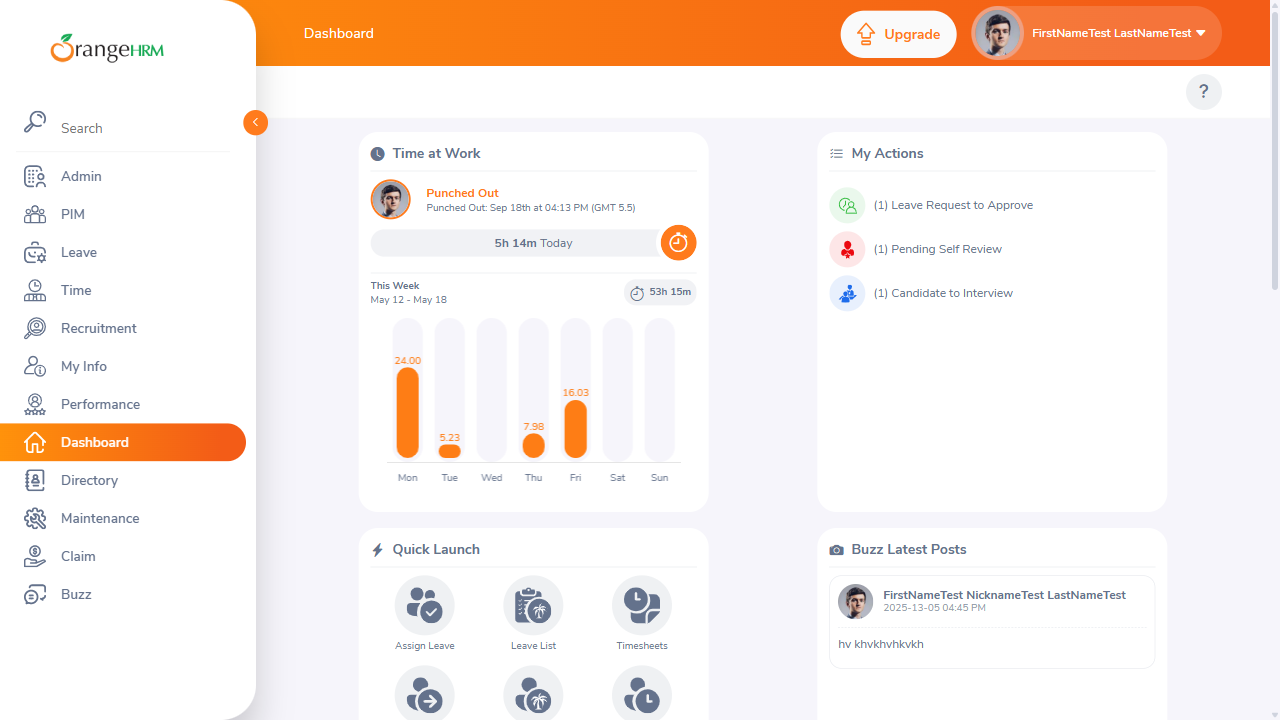 OrangeHRM
Search
Admin
PIM
Leave
Time
Recruitment
My Info
Performance
Dashboard
Directory
Maintenance
Claim
Buzz
Dashboard
Upgrade
FirstNameTest LastNameTest
?
Time at Work
Punched Out
Punched Out: Sep 18th at 04:13 PM (GMT 5.5)
5h 14m Today
This Week
May 12 - May 18
53h 15m
24.00
5.23
7.98
16.03
Mon Tue Wed Thu Fri Sat Sun
My Actions
(1) Leave Request to Approve
(1) Pending Self Review
(1) Candidate to Interview
Quick Launch
Assign Leave
Leave List
Timesheets
Buzz Latest Posts
FirstNameTest NicknameTest LastNameTest
2025-13-05 04:45 PM
hv khvkhvhkvkh